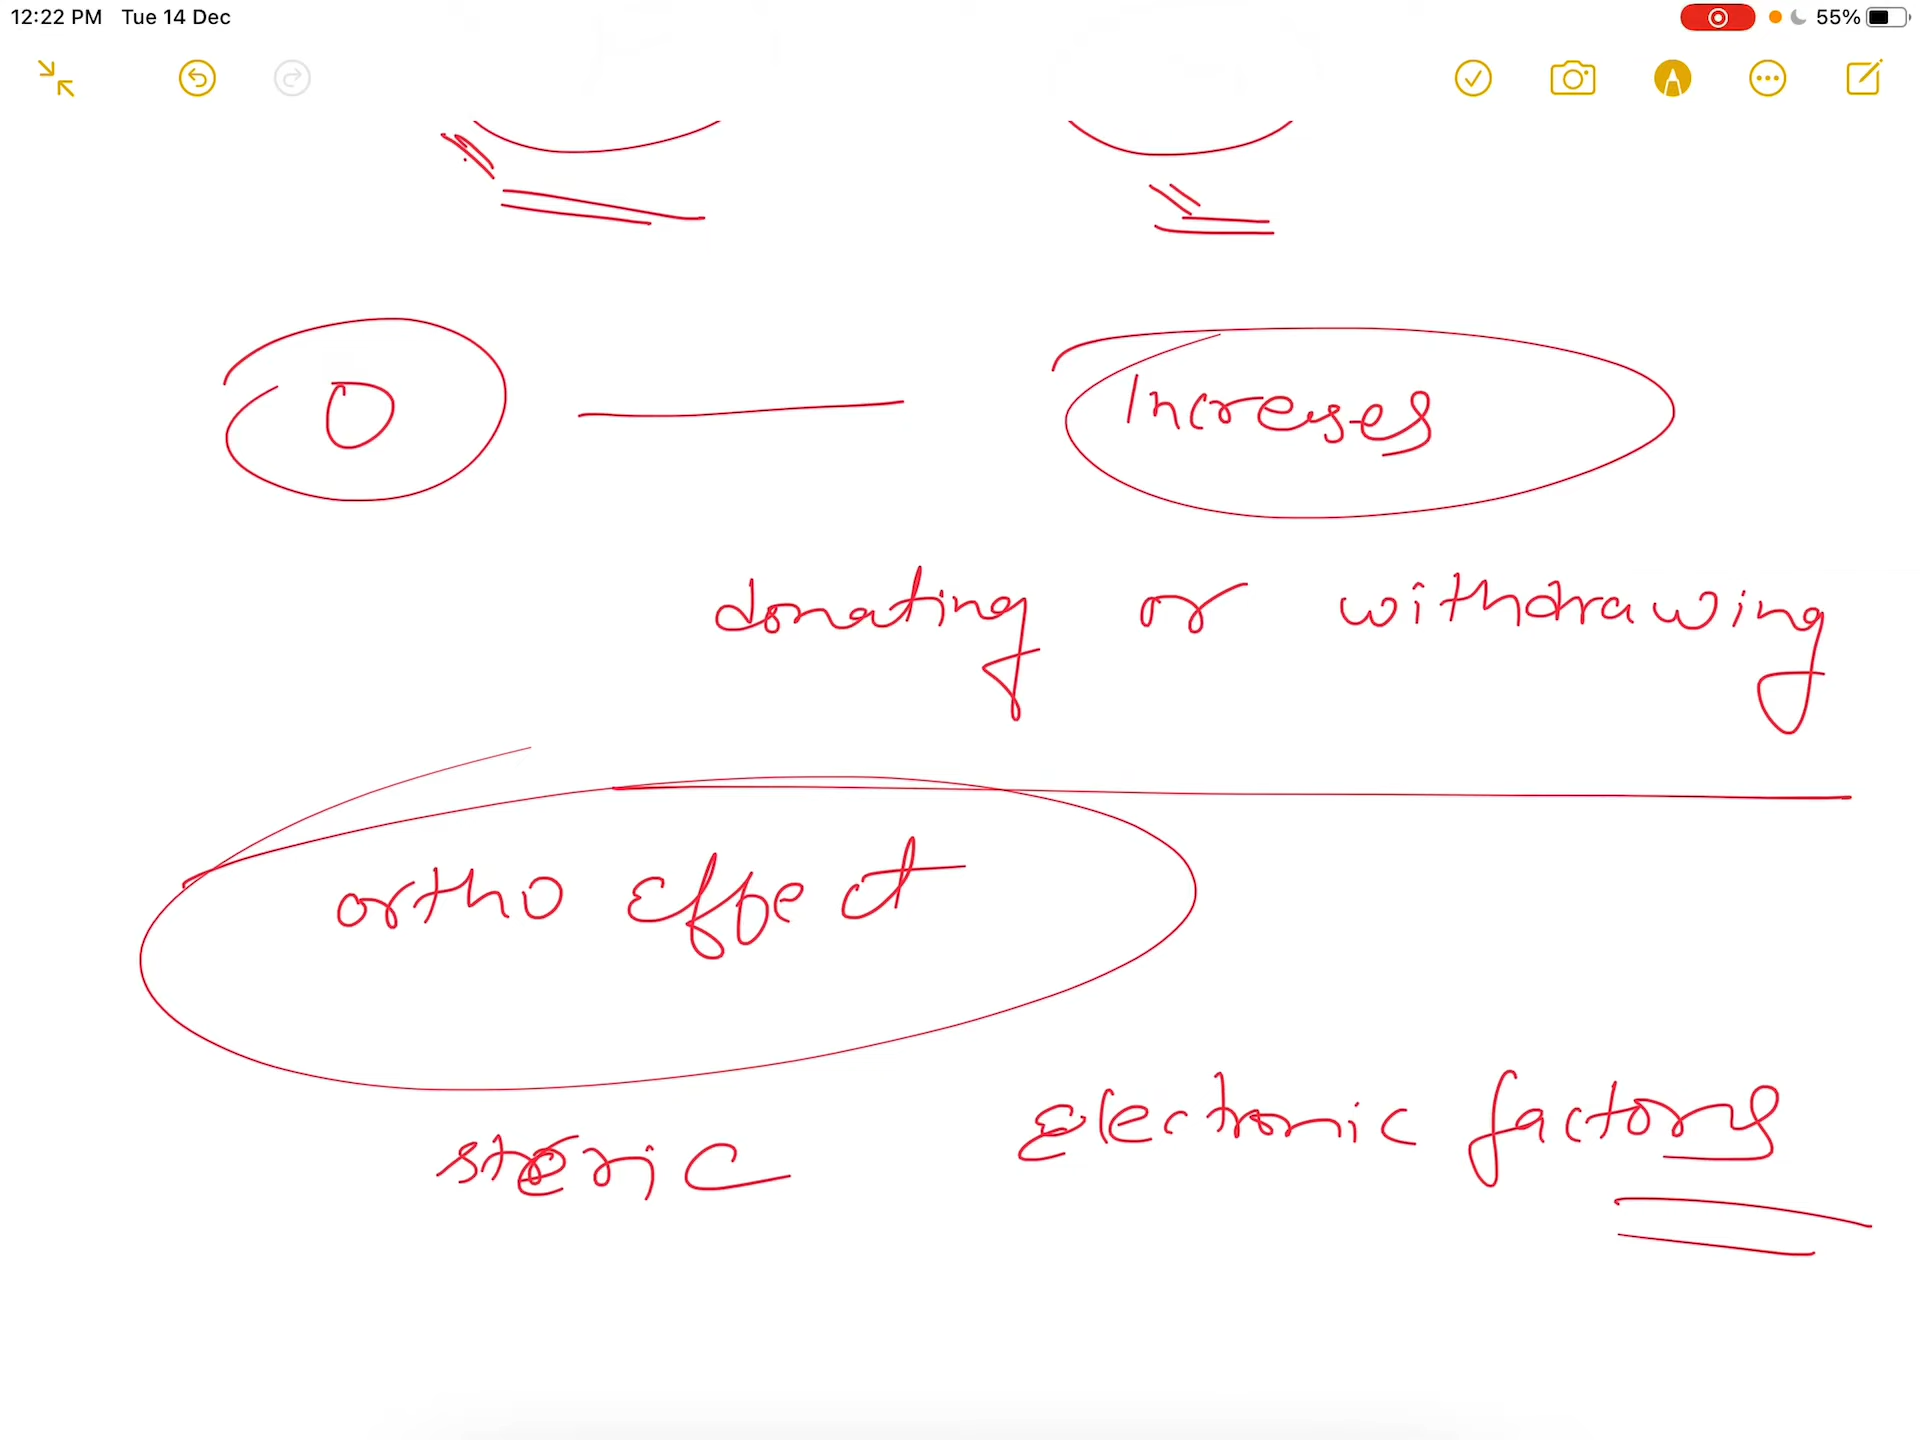 12:22 PM Tue 14 Dec 55%
O Increses
donating or withdrawing
ortho effect
steric electronic factors